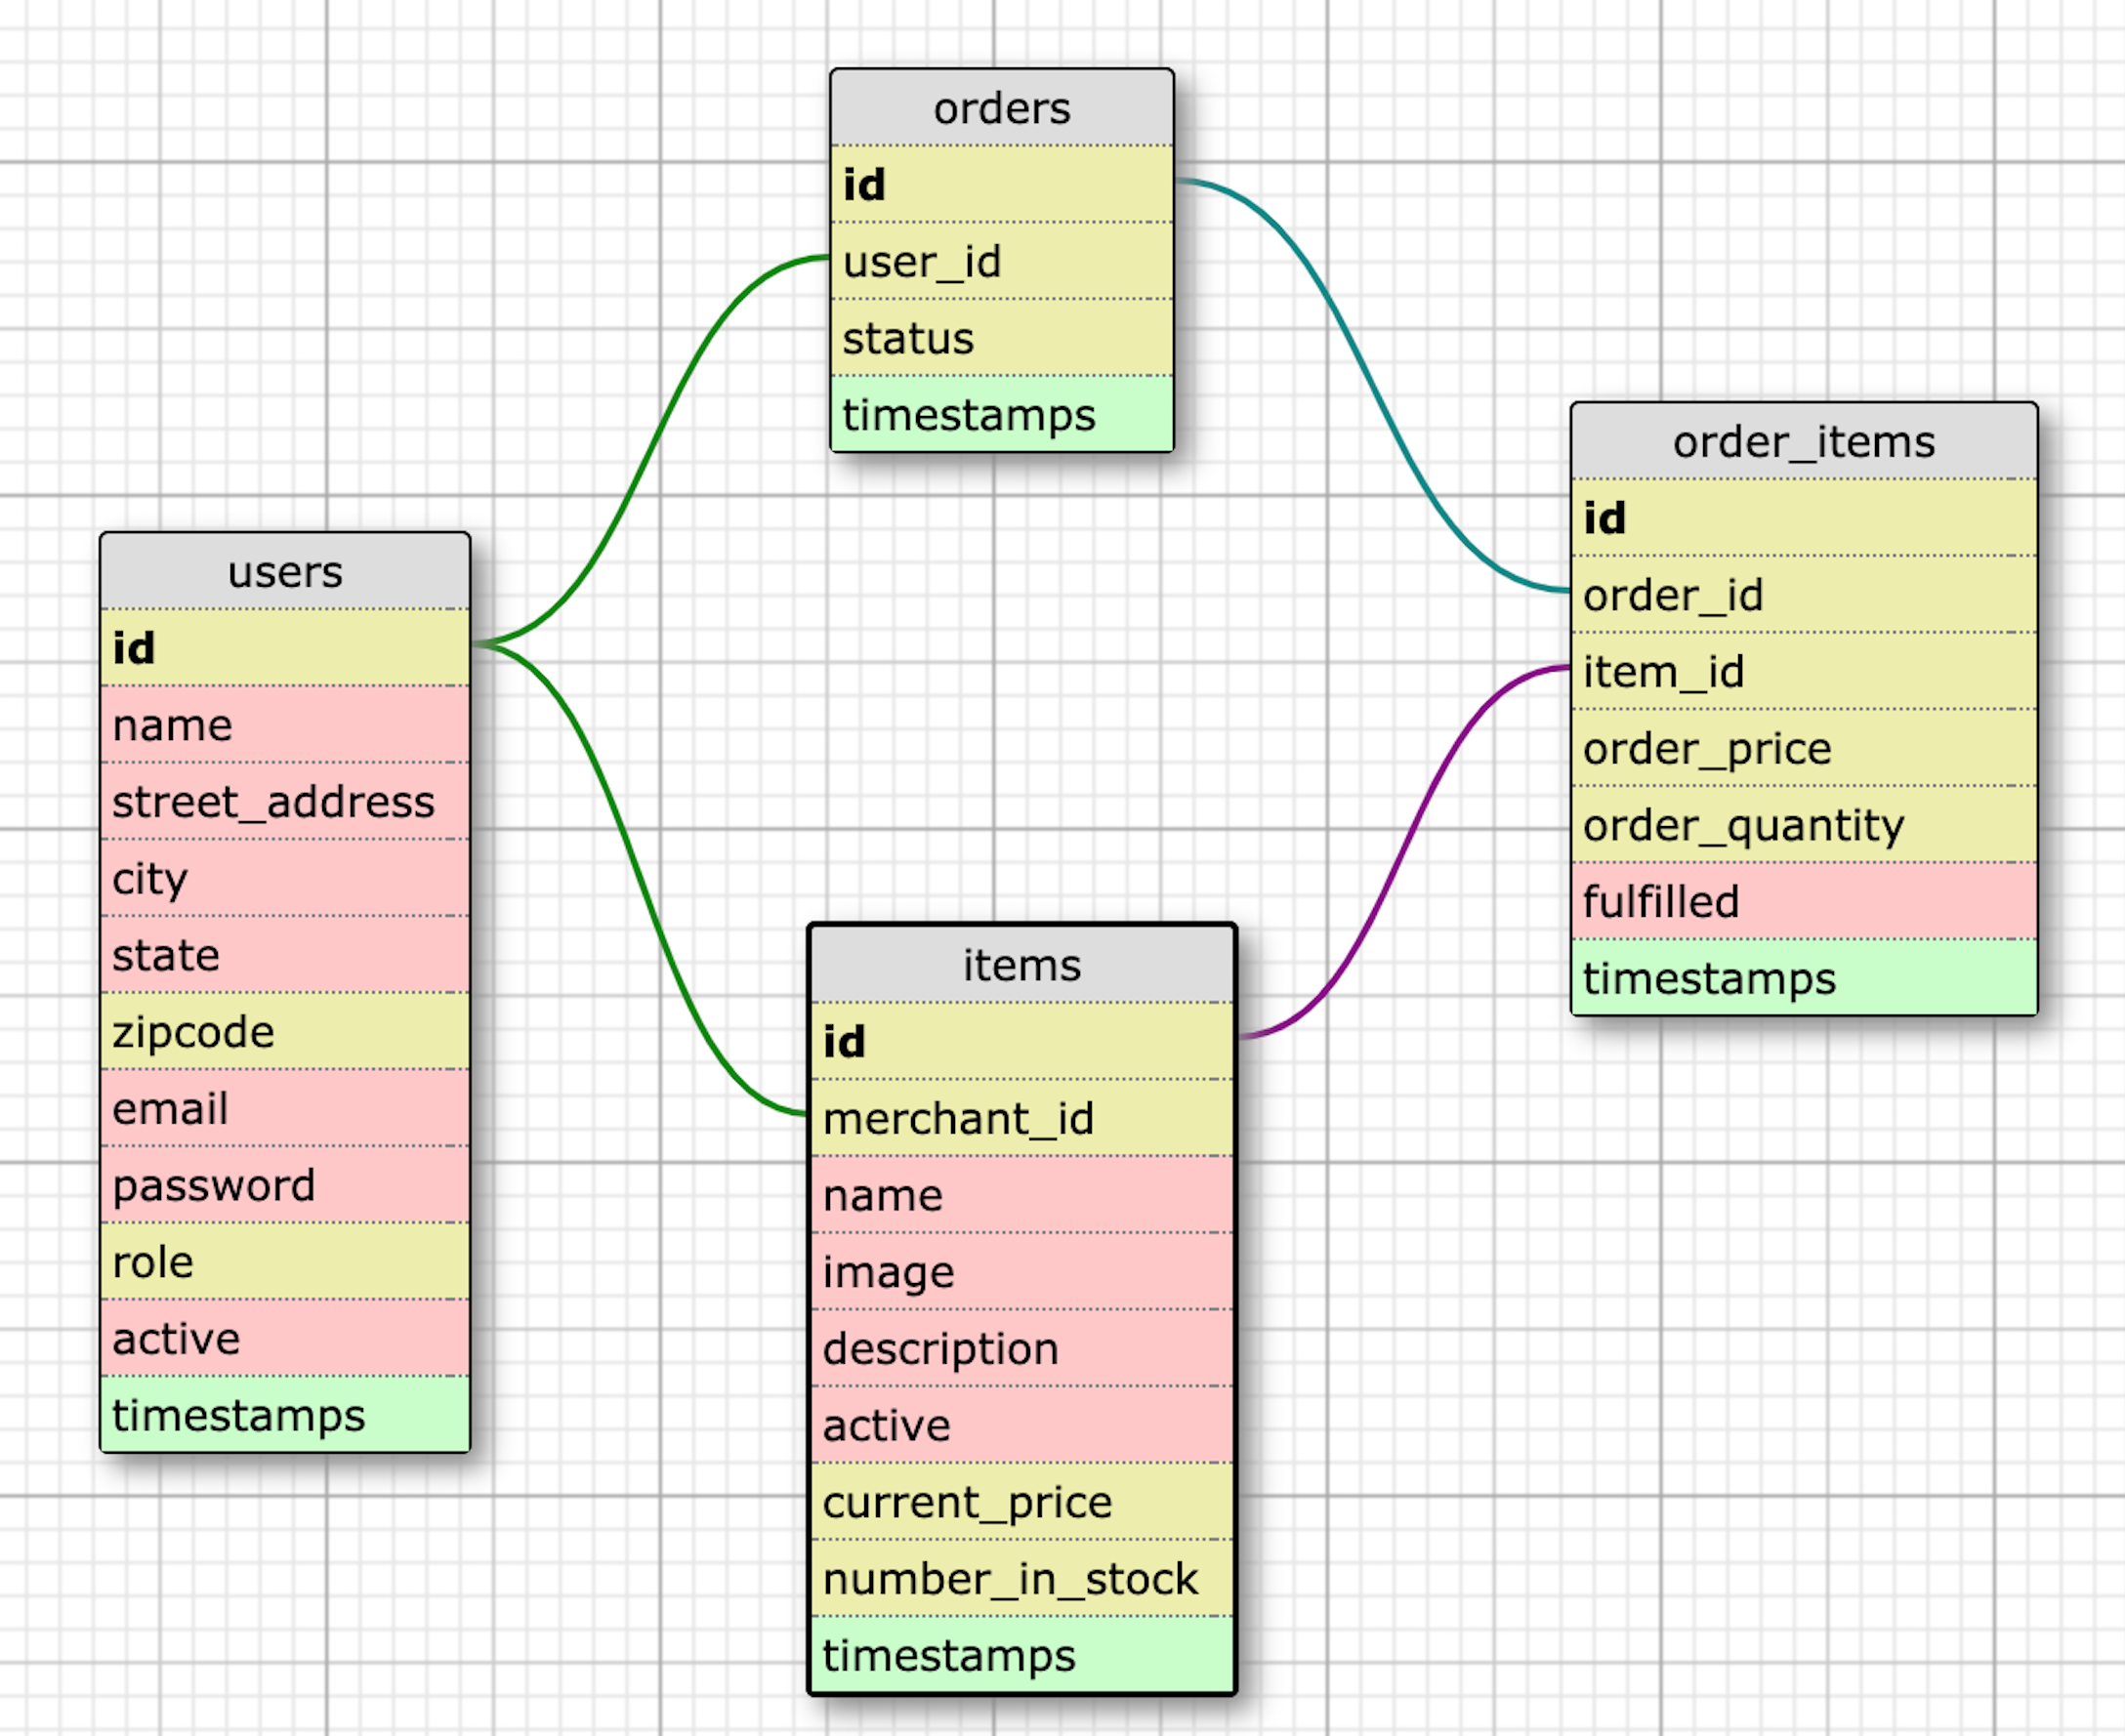 orders
id
user_id
status
timestamps
order_items
id
order_id
item_id
order_price
order_quantity
fulfilled
timestamps
users
id
name
street_address
city
state
zipcode
email
password
role
active
timestamps
items
id
merchant_id
name
image
description
active
current_price
number_in_stock
timestamps